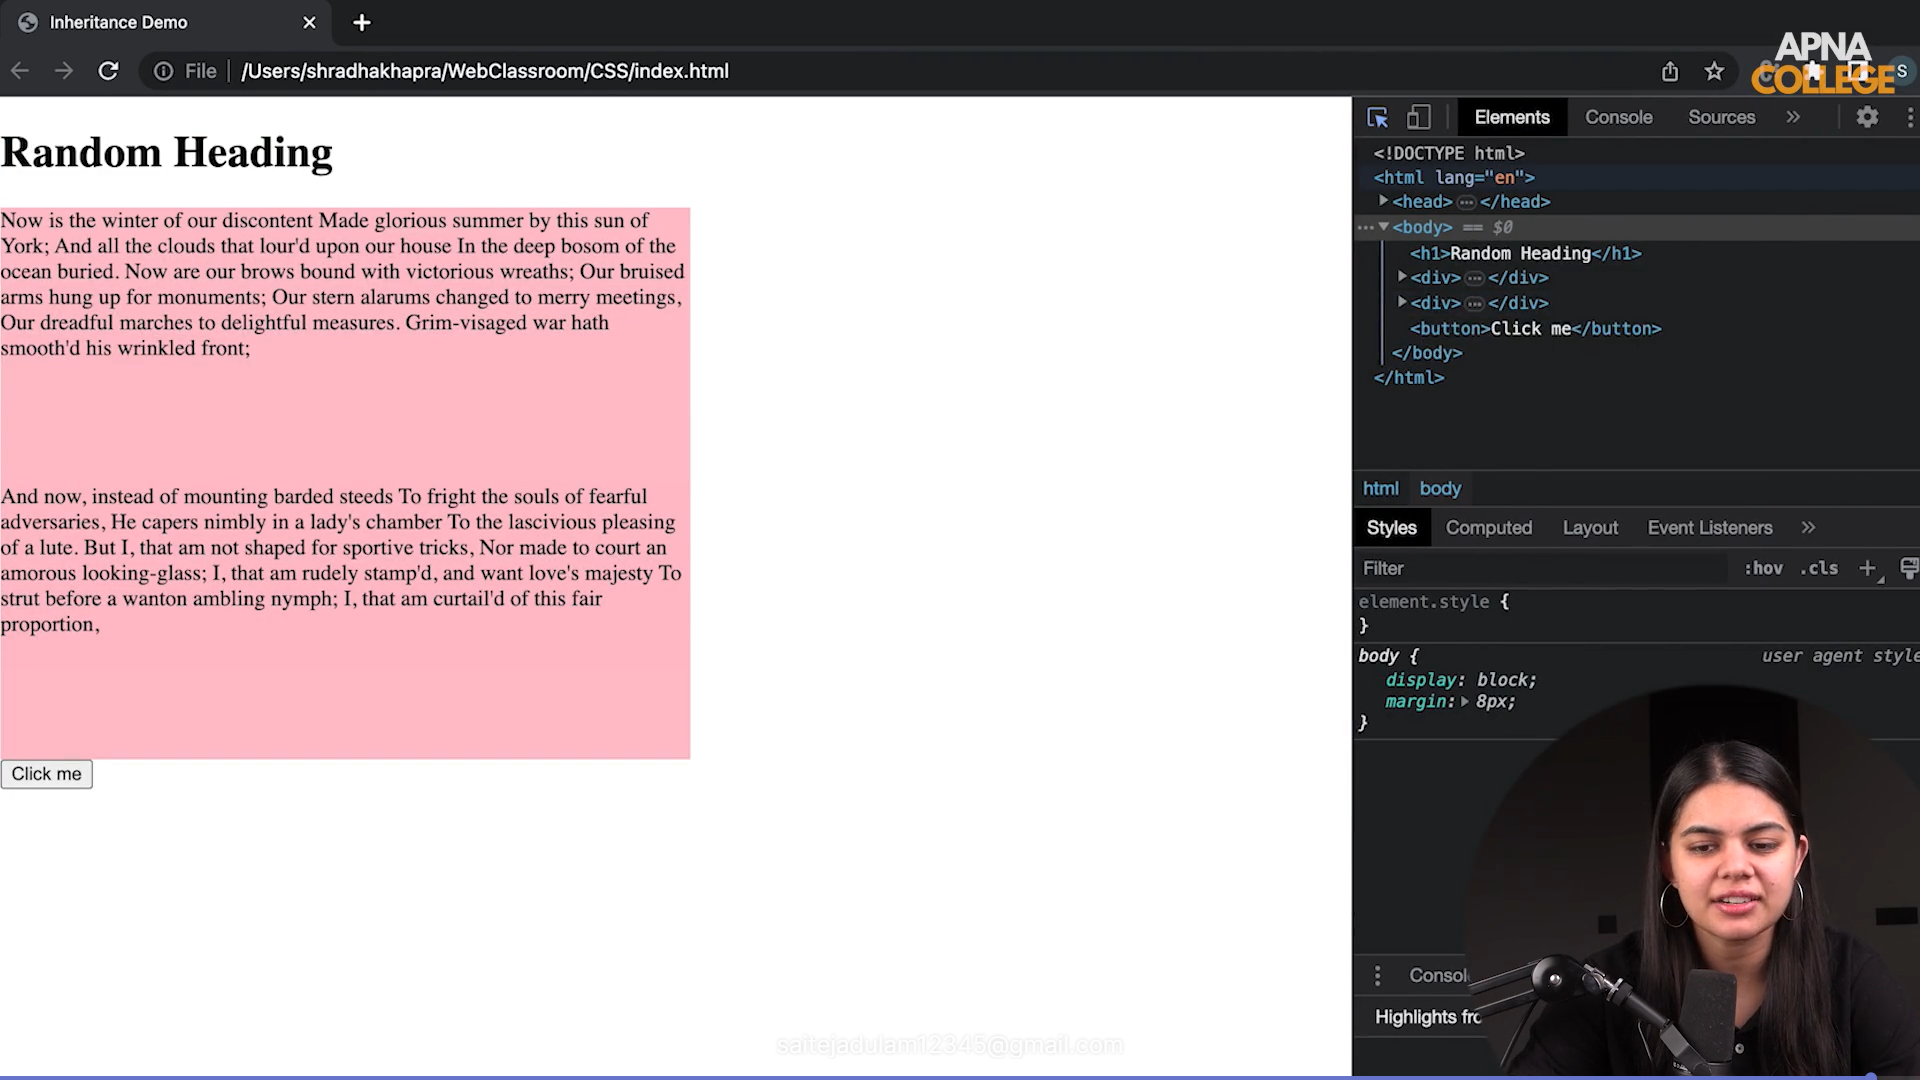 Inheritance Demo
APNA
COLLEGE
File /Users/shradhakhapra/WebClassroom/CSS/index.html
S
Random Heading
Now is the winter of our discontent Made glorious summer by this sun of
York; And all the clouds that lour'd upon our house In the deep bosom of the
ocean buried. Now are our brows bound with victorious wreaths; Our bruised
arms hung up for monuments; Our stern alarums changed to merry meetings,
Our dreadful marches to delightful measures. Grim-visaged war hath
smooth'd his wrinkled front;
And now, instead of mounting barded steeds To fright the souls of fearful
adversaries, He capers nimbly in a lady's chamber To the lascivious pleasing
of a lute. But I, that am not shaped for sportive tricks, Nor made to court an
amorous looking-glass; I, that am rudely stamp'd, and want love's majesty To
strut before a wanton ambling nymph; I, that am curtail'd of this fair
proportion,
Click me
Elements Console Sources
<!DOCTYPE html>
<html lang="en">
<head> … </head>
… <body> == $0
<h1>Random Heading</h1>
<div> … </div>
<div> … </div>
<button>Click me</button>
</body>
</html>
html body
Styles Computed Layout Event Listeners
Filter :hov .cls
element.style {
}
body { user agent style
display: block;
margin: 8px;
}
Consol
Highlights fro
saitejadulam12345@gmail.com